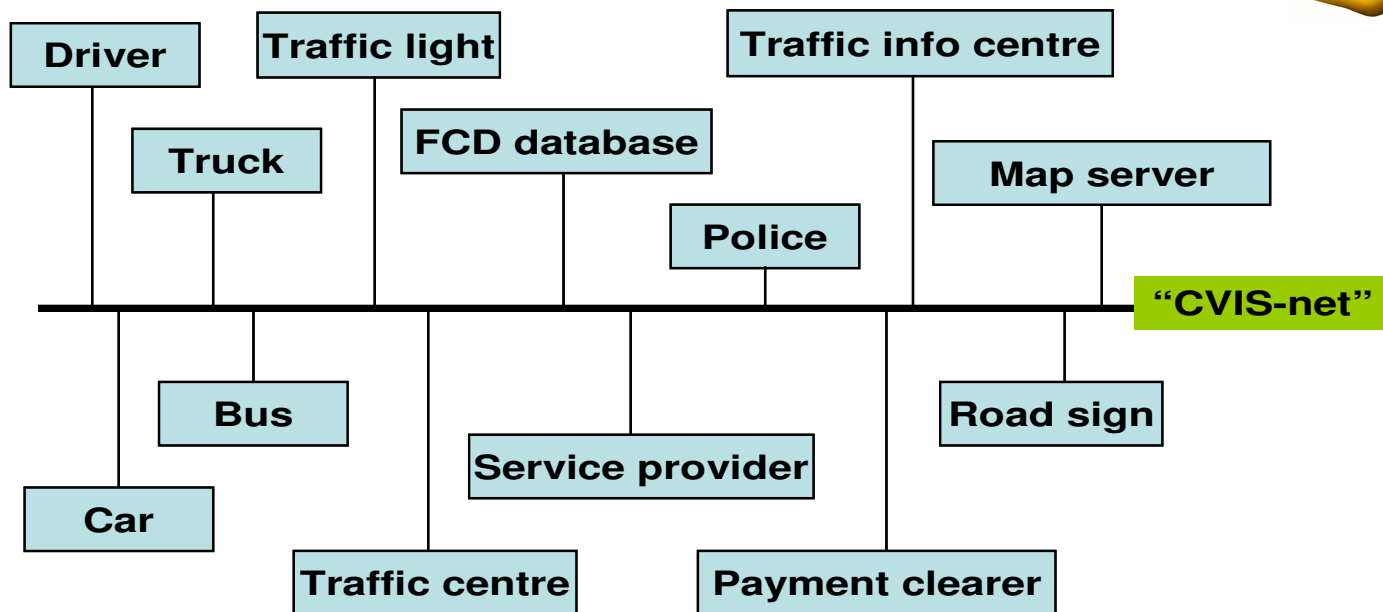 Driver
Traffic light
Traffic info centre
FCD database
Truck
Map server
Police
“CVIS-net”
Bus
Road sign
Service provider
Car
Traffic centre
Payment clearer